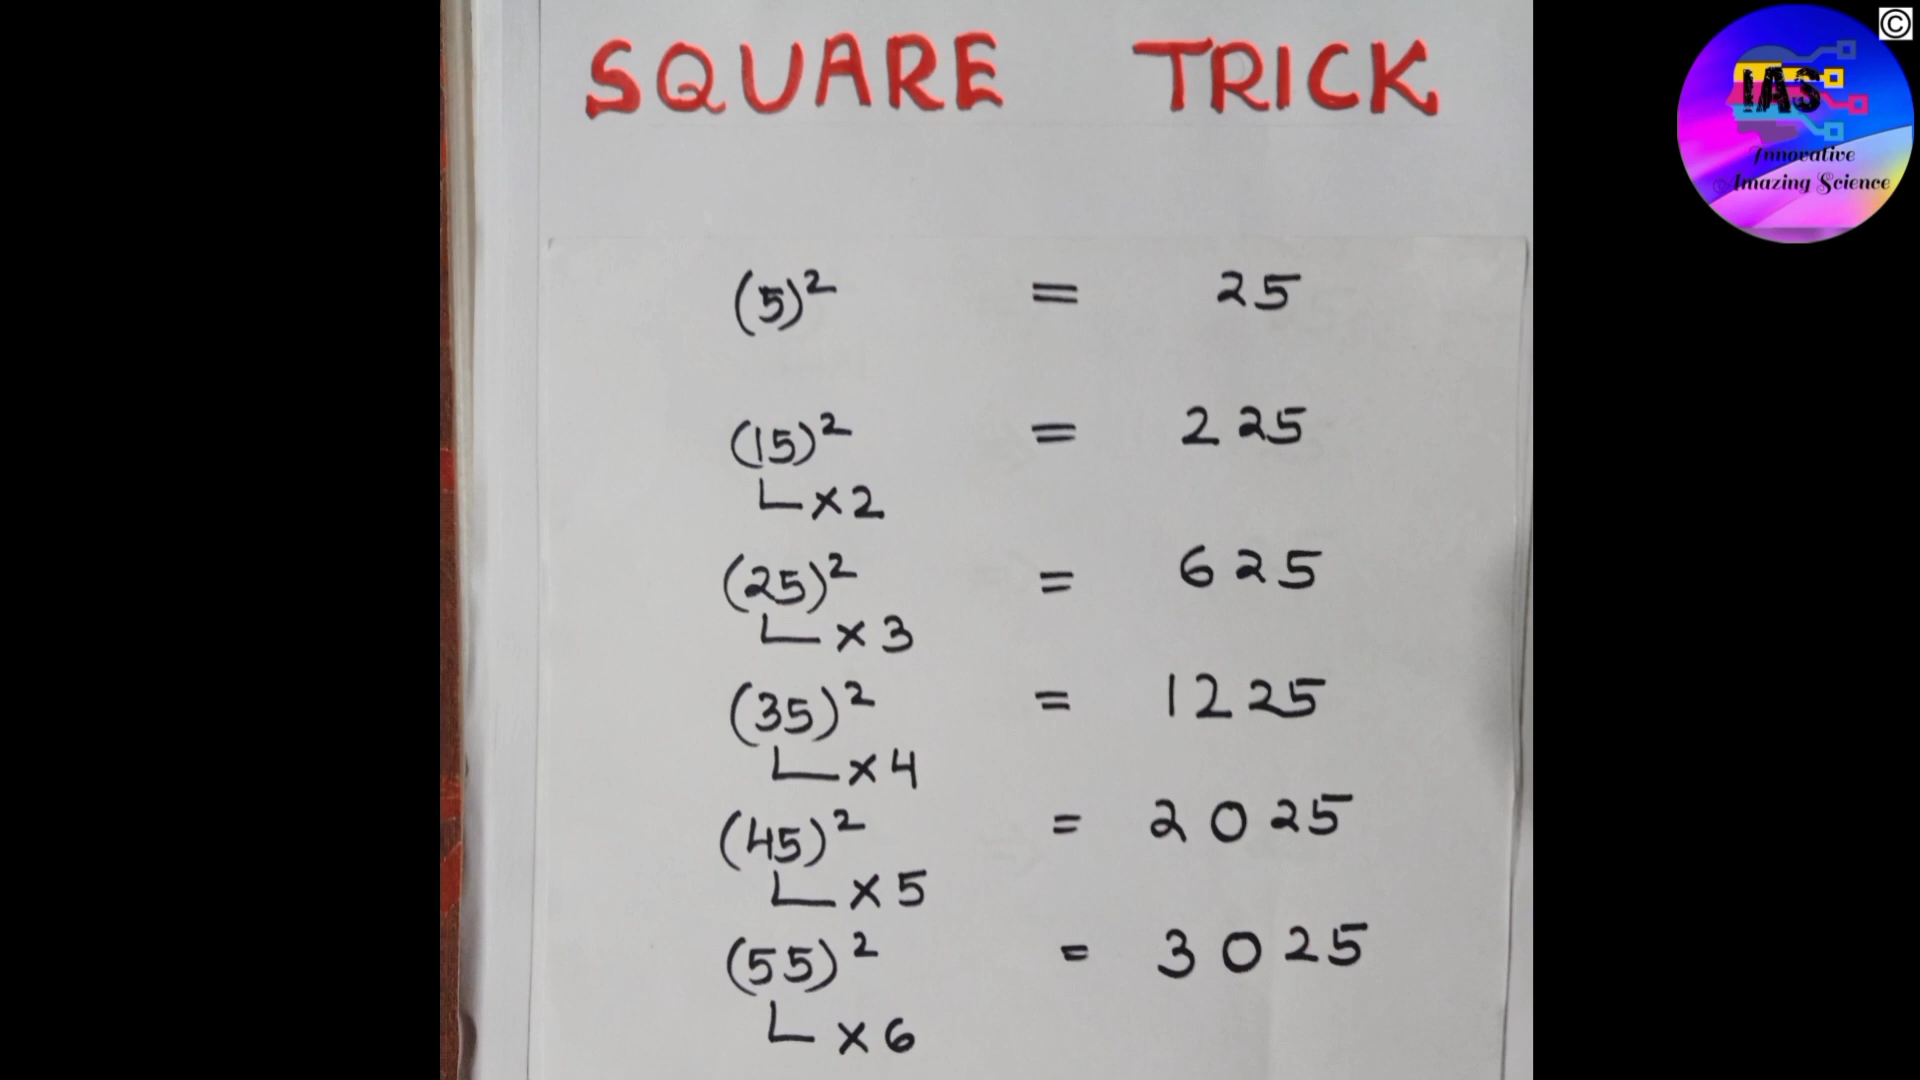 SQUARE TRICK
©
IAS
Innovative
Amazing Science
(5)² = 25
(15)² = 225
×2
(25)² = 625
×3
(35)² = 1225
×4
(45)² = 2025
×5
(55)² = 3025
×6